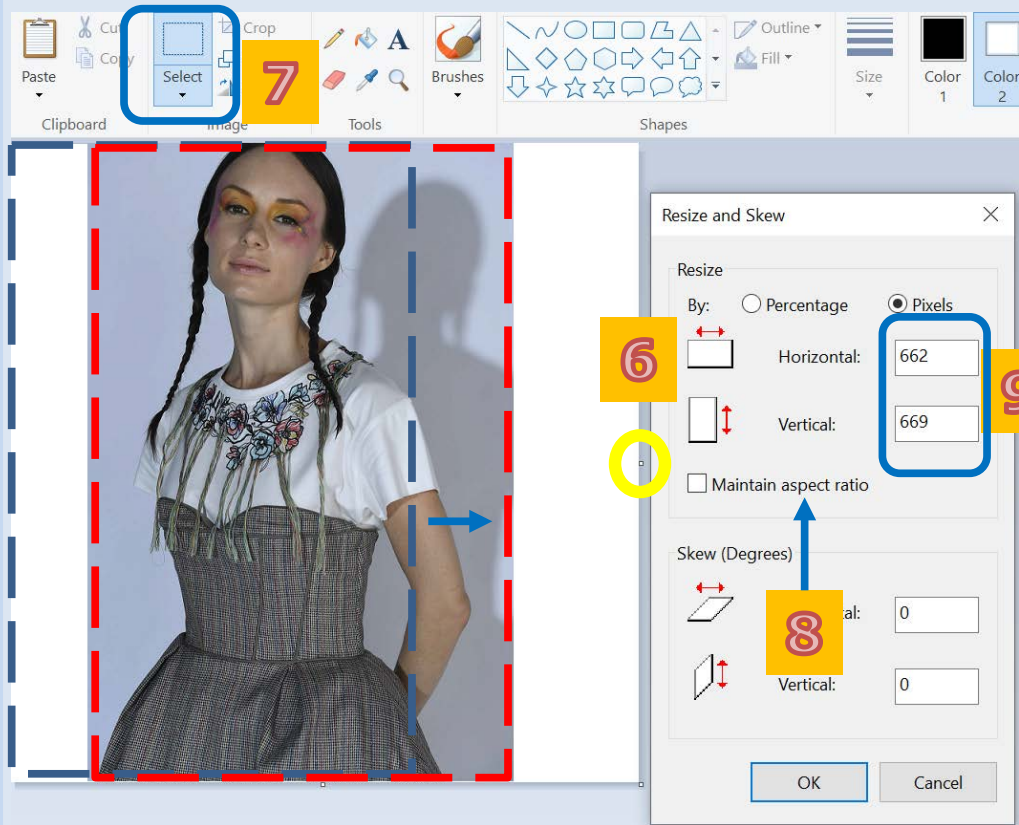 Paste
Cut
Copy
Clipboard
Select
Crop
Image
7
A
Tools
Brushes
Outline
Fill
Shapes
Size
Color
1
Color
2
Resize and Skew
Resize
By:
Percentage
Pixels
6
Horizontal:
662
9
Vertical:
669
Maintain aspect ratio
Skew (Degrees)
8
tal:
0
Vertical:
0
OK
Cancel